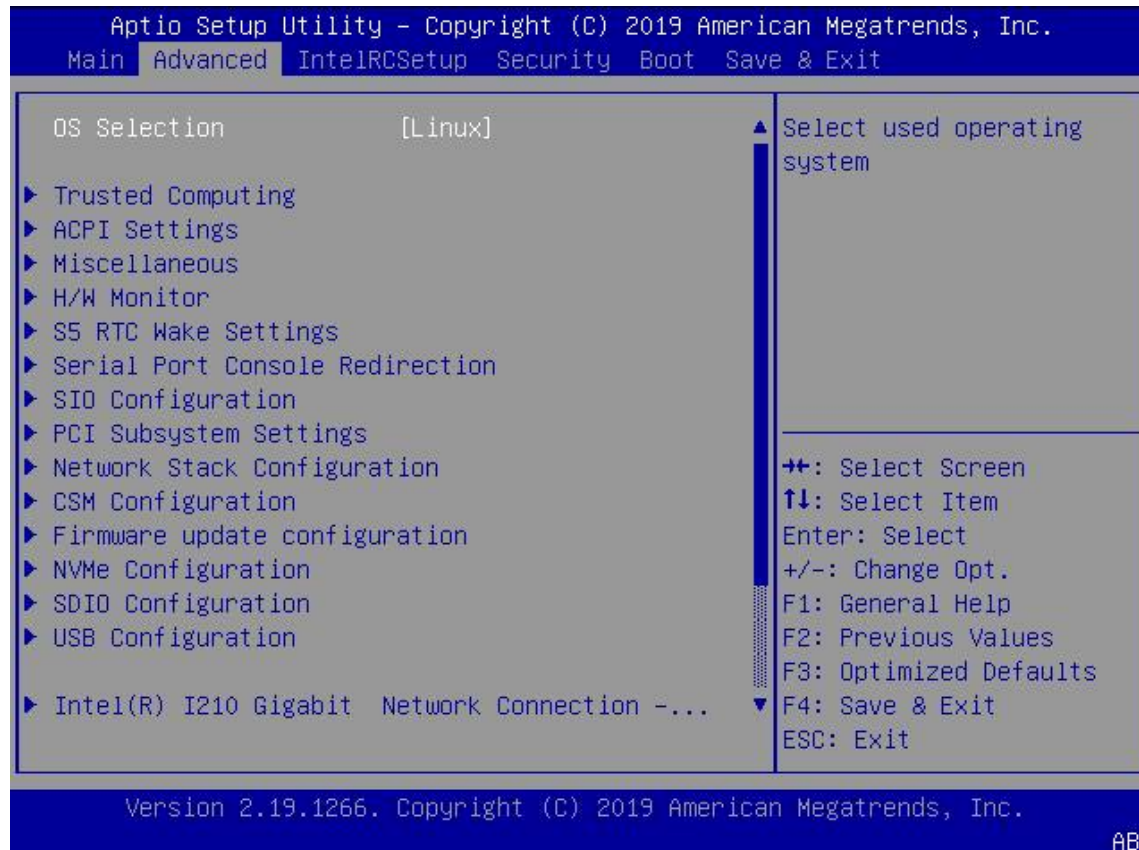 Aptio Setup Utility – Copyright (C) 2019 American Megatrends, Inc.
Main Advanced IntelRCSetup Security Boot Save & Exit
OS Selection [Linux]
▶ Trusted Computing
▶ ACPI Settings
▶ Miscellaneous
▶ H/W Monitor
▶ S5 RTC Wake Settings
▶ Serial Port Console Redirection
▶ SIO Configuration
▶ PCI Subsystem Settings
▶ Network Stack Configuration
▶ CSM Configuration
▶ Firmware update configuration
▶ NVMe Configuration
▶ SDIO Configuration
▶ USB Configuration
▶ Intel(R) I210 Gigabit Network Connection –...
Select used operating
system
→←: Select Screen
↑↓: Select Item
Enter: Select
+/-: Change Opt.
F1: General Help
F2: Previous Values
F3: Optimized Defaults
F4: Save & Exit
ESC: Exit
Version 2.19.1266. Copyright (C) 2019 American Megatrends, Inc.
AB